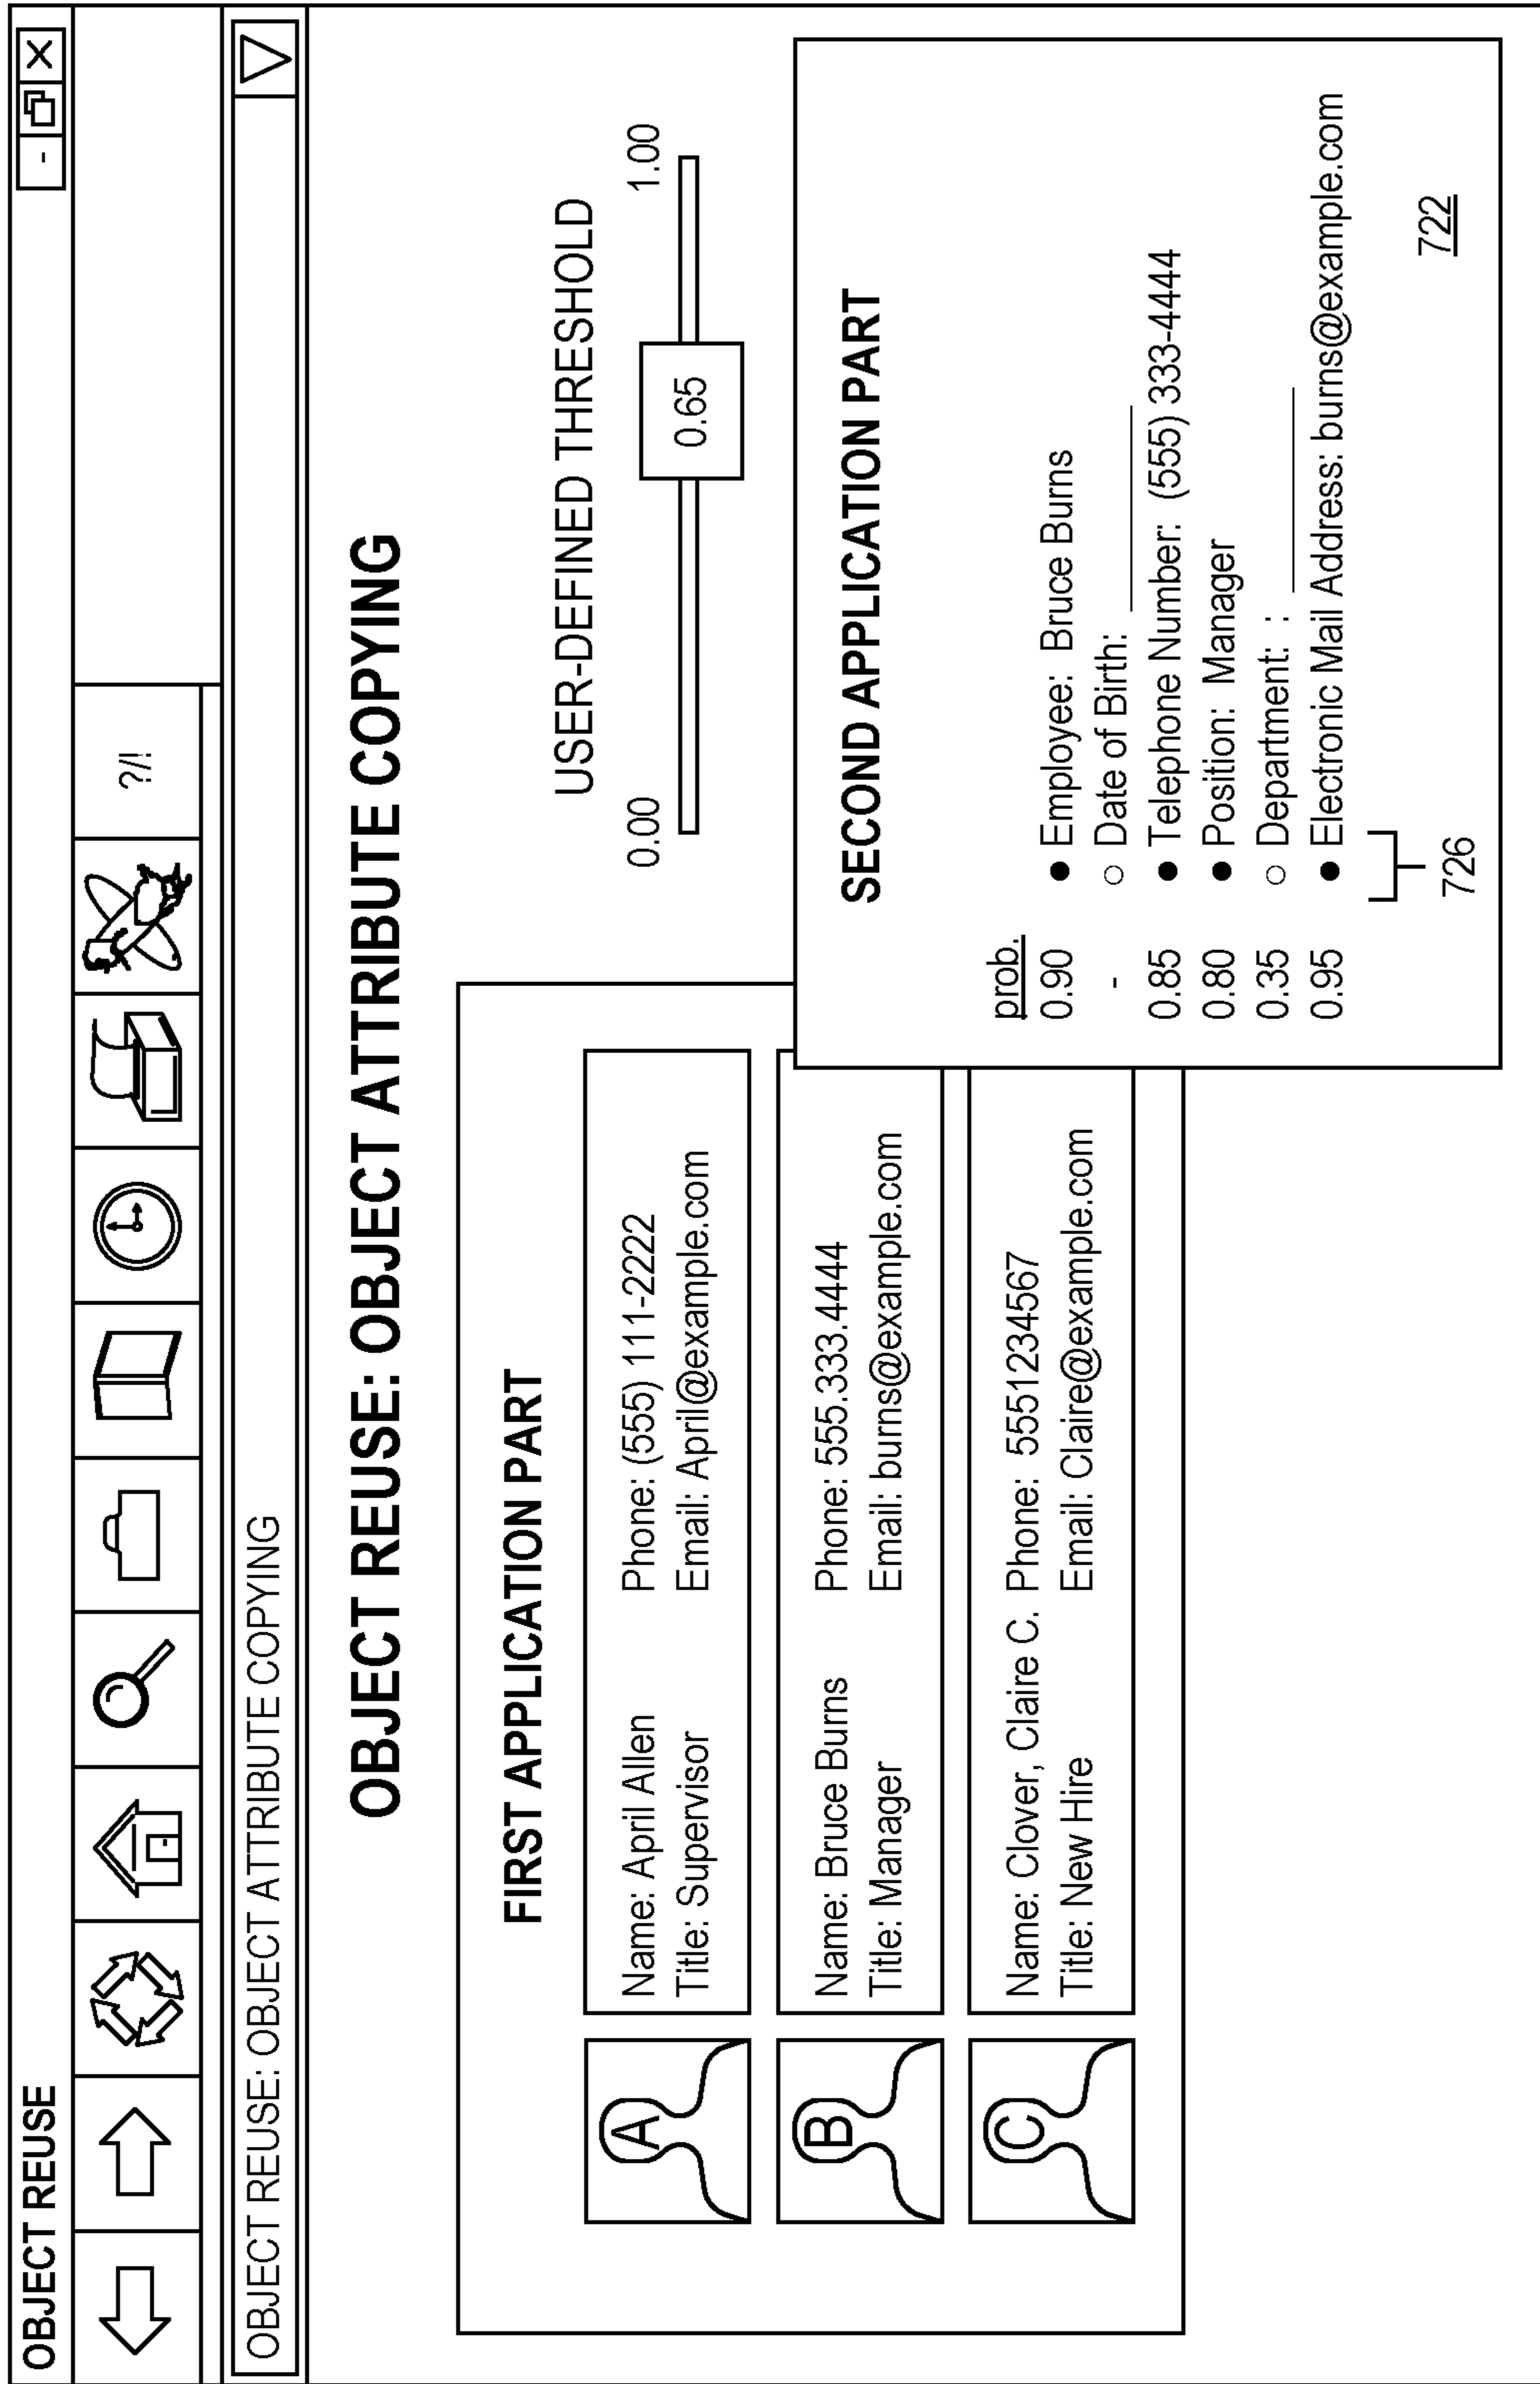 OBJECT REUSE
- X
?/!
OBJECT REUSE: OBJECT ATTRIBUTE COPYING
OBJECT REUSE: OBJECT ATTRIBUTE COPYING
FIRST APPLICATION PART
A
Name: April Allen Phone: (555) 111-2222
Title: Supervisor Email: April@example.com
B
Name: Bruce Burns Phone: 555.333.4444
Title: Manager Email: burns@example.com
C
Name: Clover, Claire C. Phone: 5551234567
Title: New Hire Email: Claire@example.com
USER-DEFINED THRESHOLD
0.00 1.00
0.65
SECOND APPLICATION PART
prob.
0.90 ● Employee: Bruce Burns
- ○ Date of Birth: ________
0.85 ● Telephone Number: (555) 333-4444
0.80 ● Position: Manager
0.35 ○ Department: : ________
0.95 ● Electronic Mail Address: burns@example.com
726
722